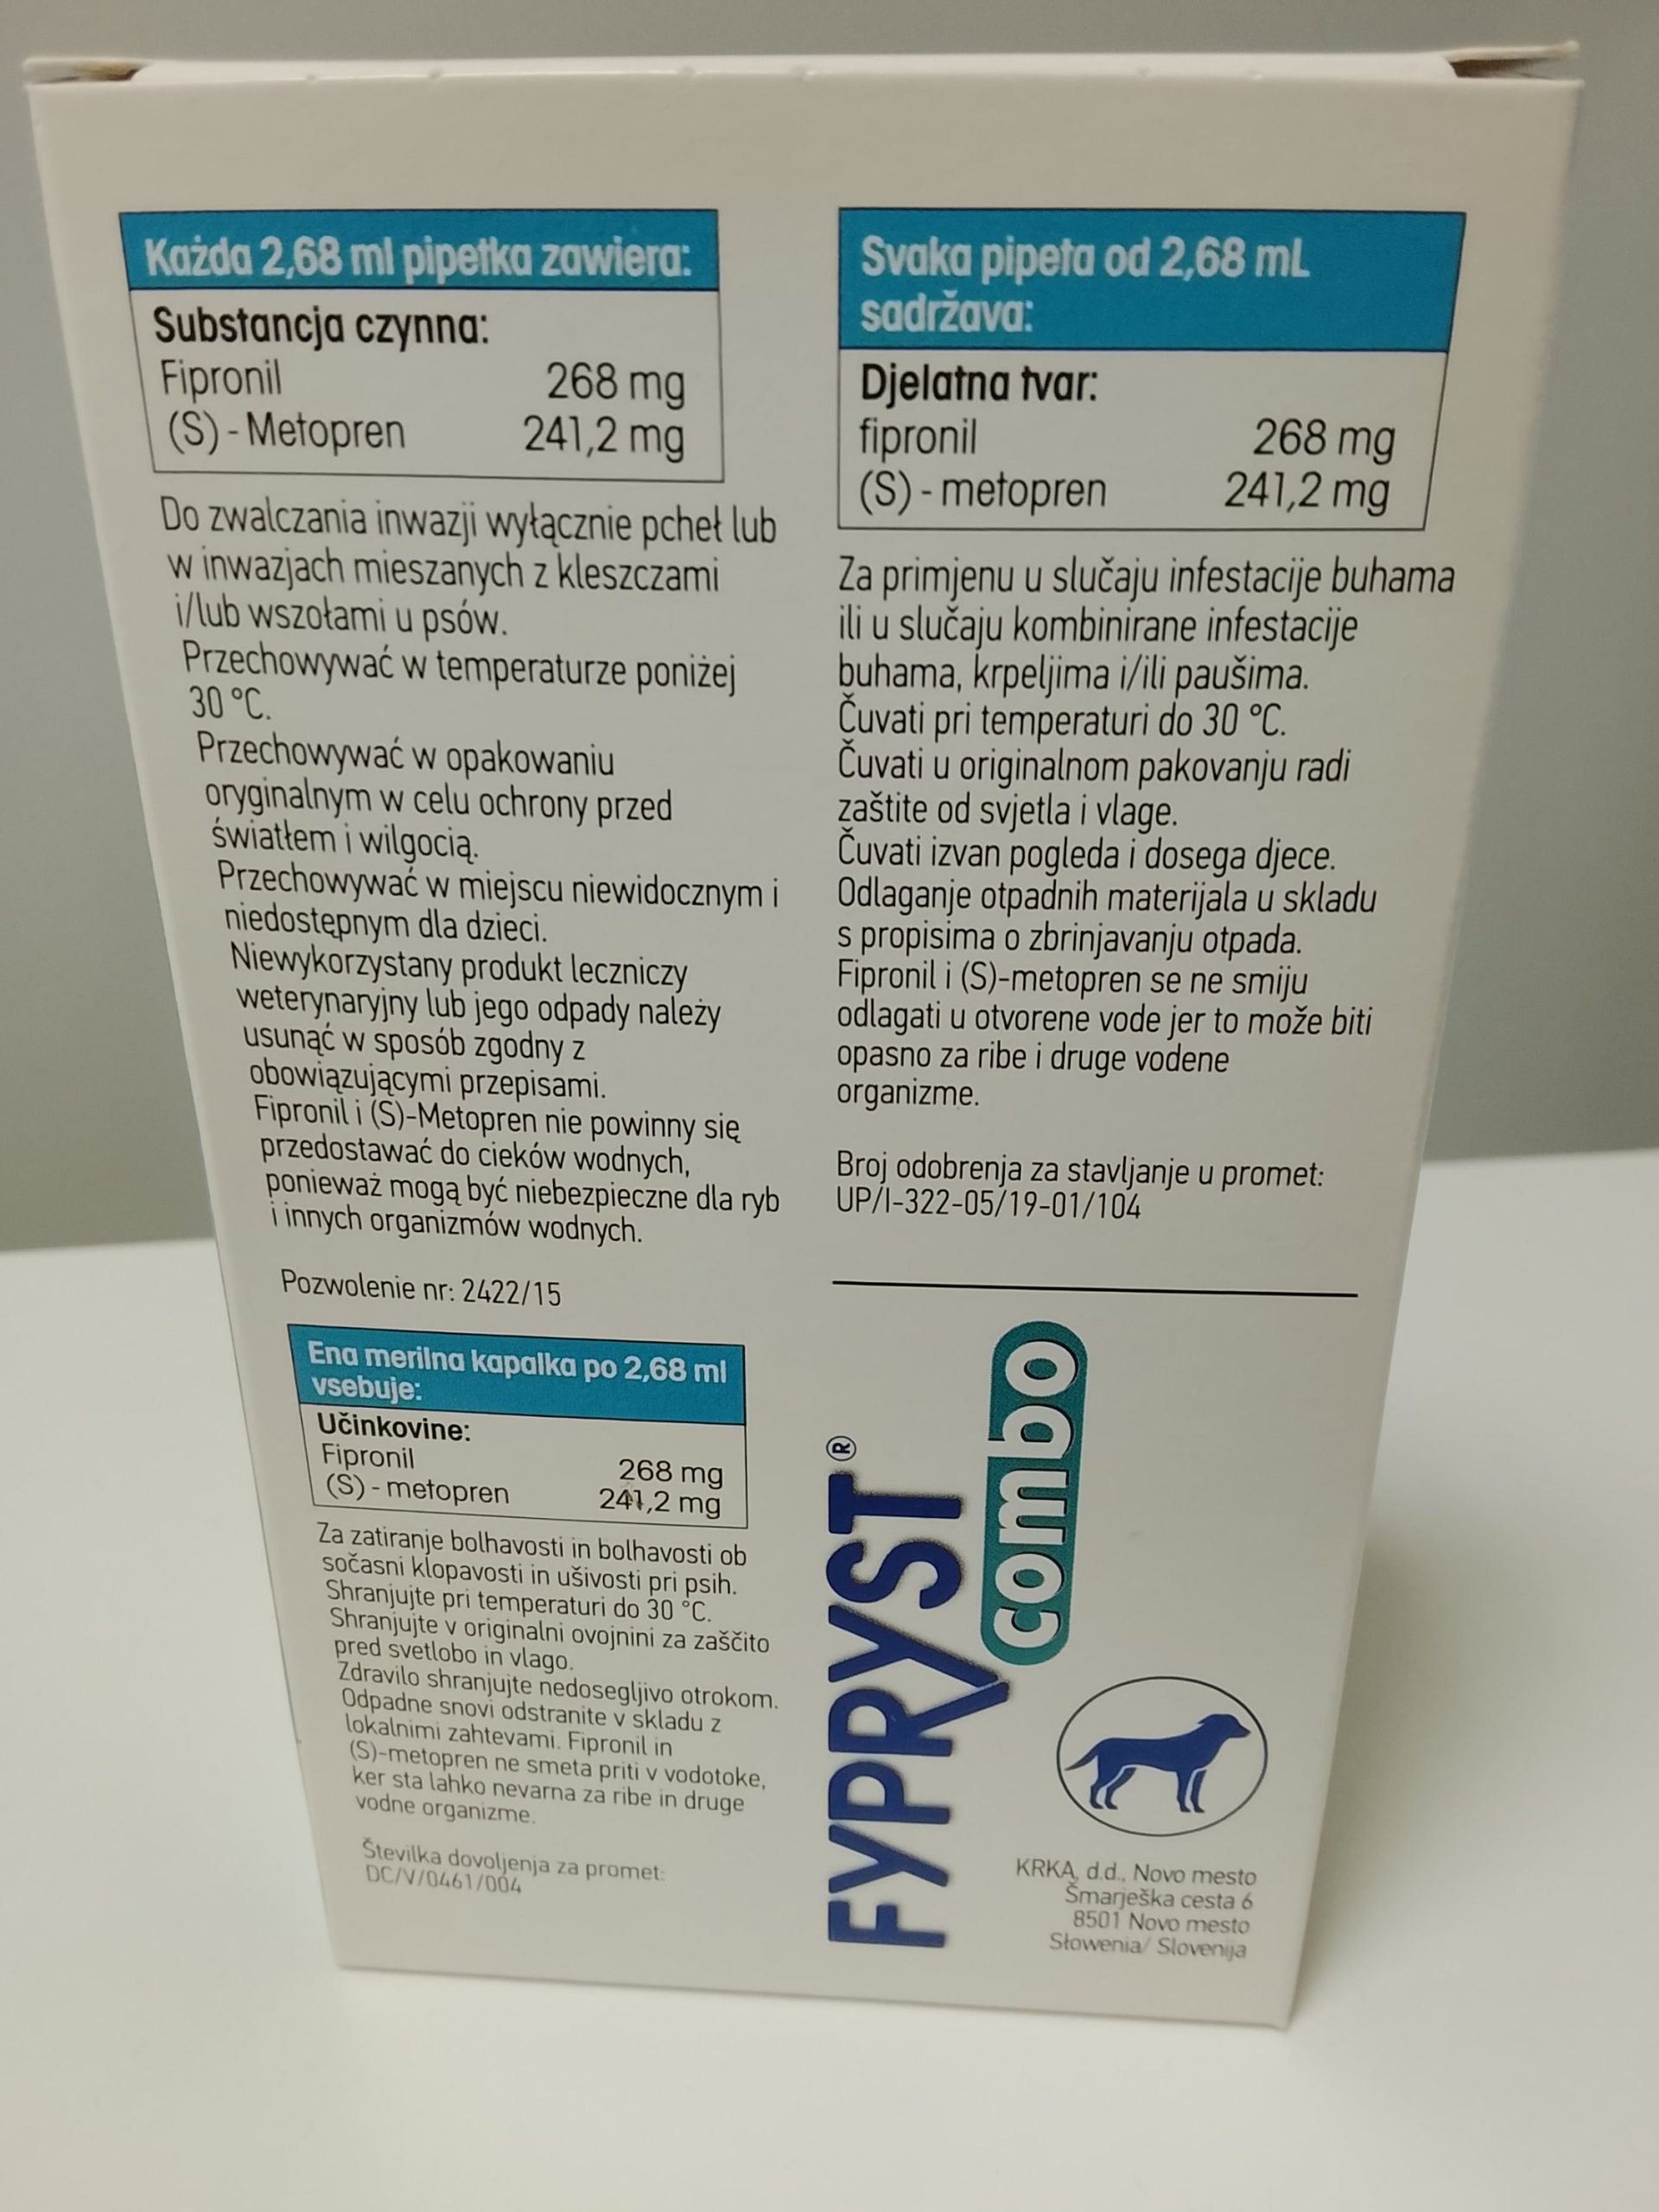 Każda 2,68 ml pipetka zawiera:
Substancja czynna:
Fipronil 268 mg
(S) - Metopren 241,2 mg
Do zwalczania inwazji wyłącznie pcheł lub
w inwazjach mieszanych z kleszczami
i/lub wszołami u psów.
Przechowywać w temperaturze poniżej
30 °C.
Przechowywać w opakowaniu
oryginalnym w celu ochrony przed
światłem i wilgocią.
Przechowywać w miejscu niewidocznym i
niedostępnym dla dzieci.
Niewykorzystany produkt leczniczy
weterynaryjny lub jego odpady należy
usunąć w sposób zgodny z
obowiązującymi przepisami.
Fipronil i (S)-Metopren nie powinny się
przedostawać do cieków wodnych,
ponieważ mogą być niebezpieczne dla ryb
i innych organizmów wodnych.
Pozwolenie nr: 2422/15
Ena merilna kapalka po 2,68 ml
vsebuje:
Učinkovine:
Fipronil 268 mg
(S) - metopren 241,2 mg
Za zatiranje bolhavosti in bolhavosti ob
sočasni klopavosti in ušivosti pri psih.
Shranjujte pri temperaturi do 30 °C.
Shranjujte v originalni ovojnini za zaščito
pred svetlobo in vlago.
Zdravilo shranjujte nedosegljivo otrokom.
Odpadne snovi odstranite v skladu z
lokalnimi zahtevami. Fipronil in
(S)-metopren ne smeta priti v vodotoke,
ker sta lahko nevarna za ribe in druge
vodne organizme.
Številka dovoljenja za promet:
DC/V/0461/004
Svaka pipeta od 2,68 mL
sadržava:
Djelatna tvar:
fipronil 268 mg
(S) - metopren 241,2 mg
Za primjenu u slučaju infestacije buhama
ili u slučaju kombinirane infestacije
buhama, krpeljima i/ili paušima.
Čuvati pri temperaturi do 30 °C.
Čuvati u originalnom pakovanju radi
zaštite od svjetla i vlage.
Čuvati izvan pogleda i dosega djece.
Odlaganje otpadnih materijala u skladu
s propisima o zbrinjavanju otpada.
Fipronil i (S)-metopren se ne smiju
odlagati u otvorene vode jer to može biti
opasno za ribe i druge vodene
organizme.
Broj odobrenja za stavljanje u promet:
UP/I-322-05/19-01/104
FYPRYST®
combo
KRKA, d.d., Novo mesto
Šmarješka cesta 6
8501 Novo mesto
Słowenia/ Slovenija